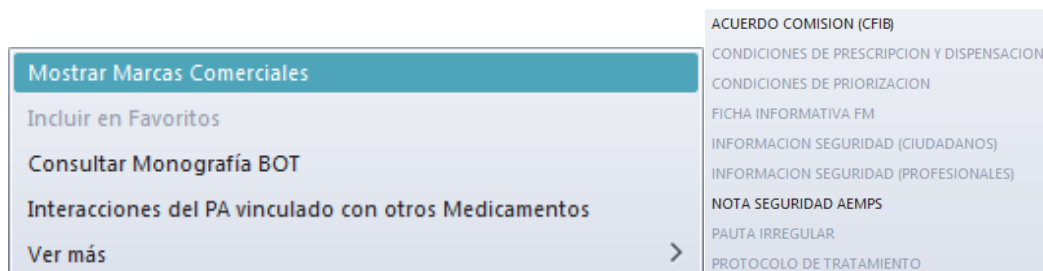 Mostrar Marcas Comerciales
Incluir en Favoritos
Consultar Monografía BOT
Interacciones del PA vinculado con otros Medicamentos
Ver más
ACUERDO COMISION (CFIB)
CONDICIONES DE PRESCRIPCION Y DISPENSACION
CONDICIONES DE PRIORIZACION
FICHA INFORMATIVA FM
INFORMACION SEGURIDAD (CIUDADANOS)
INFORMACION SEGURIDAD (PROFESIONALES)
NOTA SEGURIDAD AEMPS
PAUTA IRREGULAR
PROTOCOLO DE TRATAMIENTO